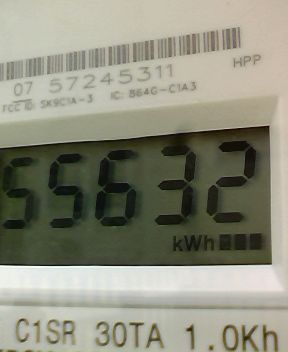 07 57245311
HPP
FCC ID: SK9C1A-3 IC: 864G-C1A3
55632
kWh
C1SR 30TA 1.0Kh